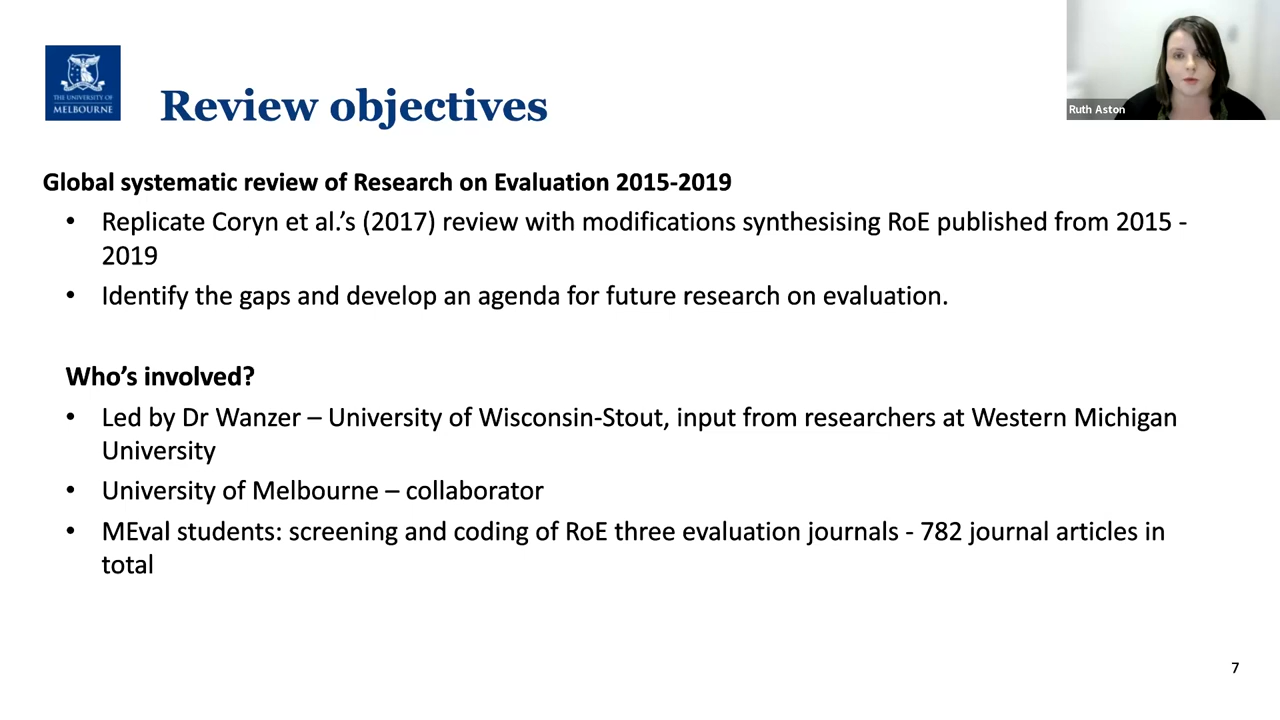 THE UNIVERSITY OF
MELBOURNE
Review objectives
Ruth Aston
Global systematic review of Research on Evaluation 2015-2019
• Replicate Coryn et al.’s (2017) review with modifications synthesising RoE published from 2015 -
2019
• Identify the gaps and develop an agenda for future research on evaluation.
Who’s involved?
• Led by Dr Wanzer – University of Wisconsin-Stout, input from researchers at Western Michigan
University
• University of Melbourne – collaborator
• MEval students: screening and coding of RoE three evaluation journals - 782 journal articles in
total
7